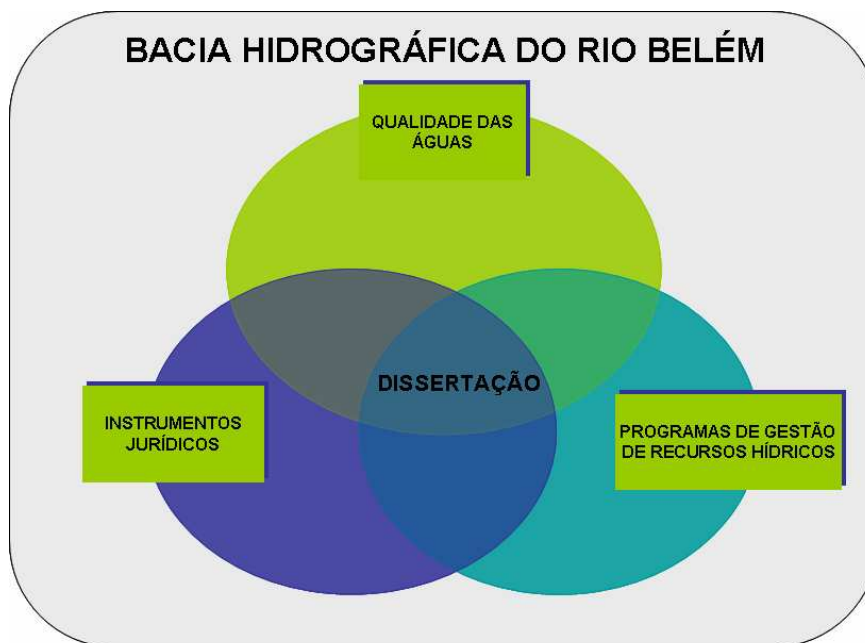 BACIA HIDROGRÁFICA DO RIO BELÉM
QUALIDADE DAS
ÁGUAS
DISSERTAÇÃO
INSTRUMENTOS
JURÍDICOS
PROGRAMAS DE GESTÃO
DE RECURSOS HÍDRICOS